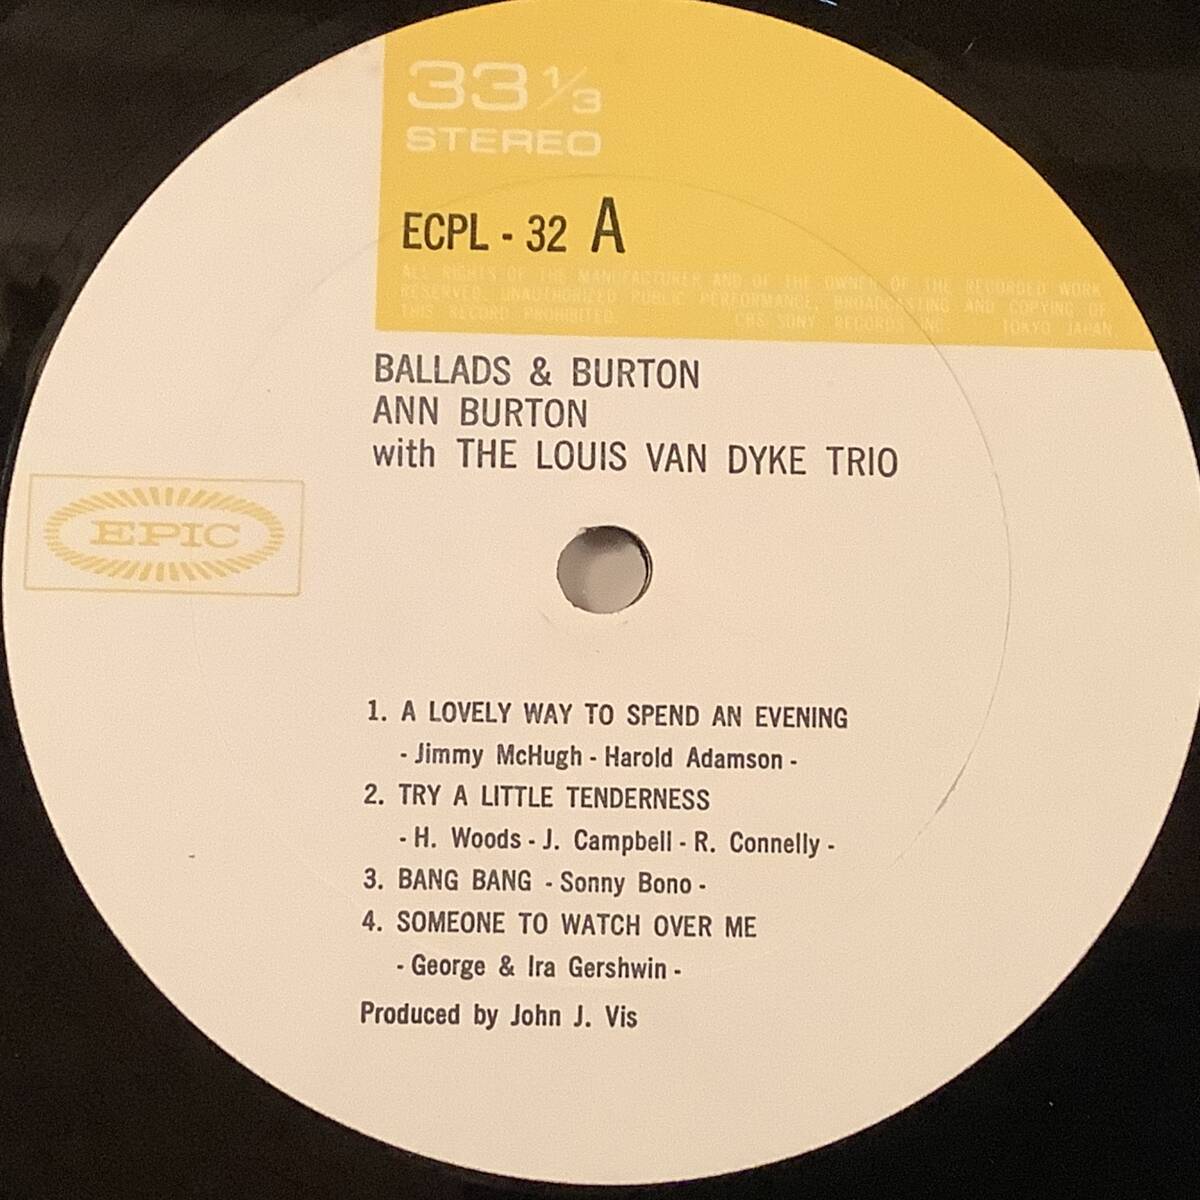 33 1/3
STEREO
ECPL - 32 A
ALL RIGHTS OF THE MANUFACTURER AND OF THE OWNER OF THE RECORDED WORK
RESERVED. UNAUTHORIZED PUBLIC PERFORMANCE, BROADCASTING AND COPYING OF
THIS RECORD PROHIBITED. CBS/SONY RECORDS INC. TOKYO JAPAN
BALLADS & BURTON
ANN BURTON
with THE LOUIS VAN DYKE TRIO
EPIC
1. A LOVELY WAY TO SPEND AN EVENING
- Jimmy McHugh - Harold Adamson -
2. TRY A LITTLE TENDERNESS
- H. Woods - J. Campbell - R. Connelly -
3. BANG BANG - Sonny Bono -
4. SOMEONE TO WATCH OVER ME
- George & Ira Gershwin -
Produced by John J. Vis